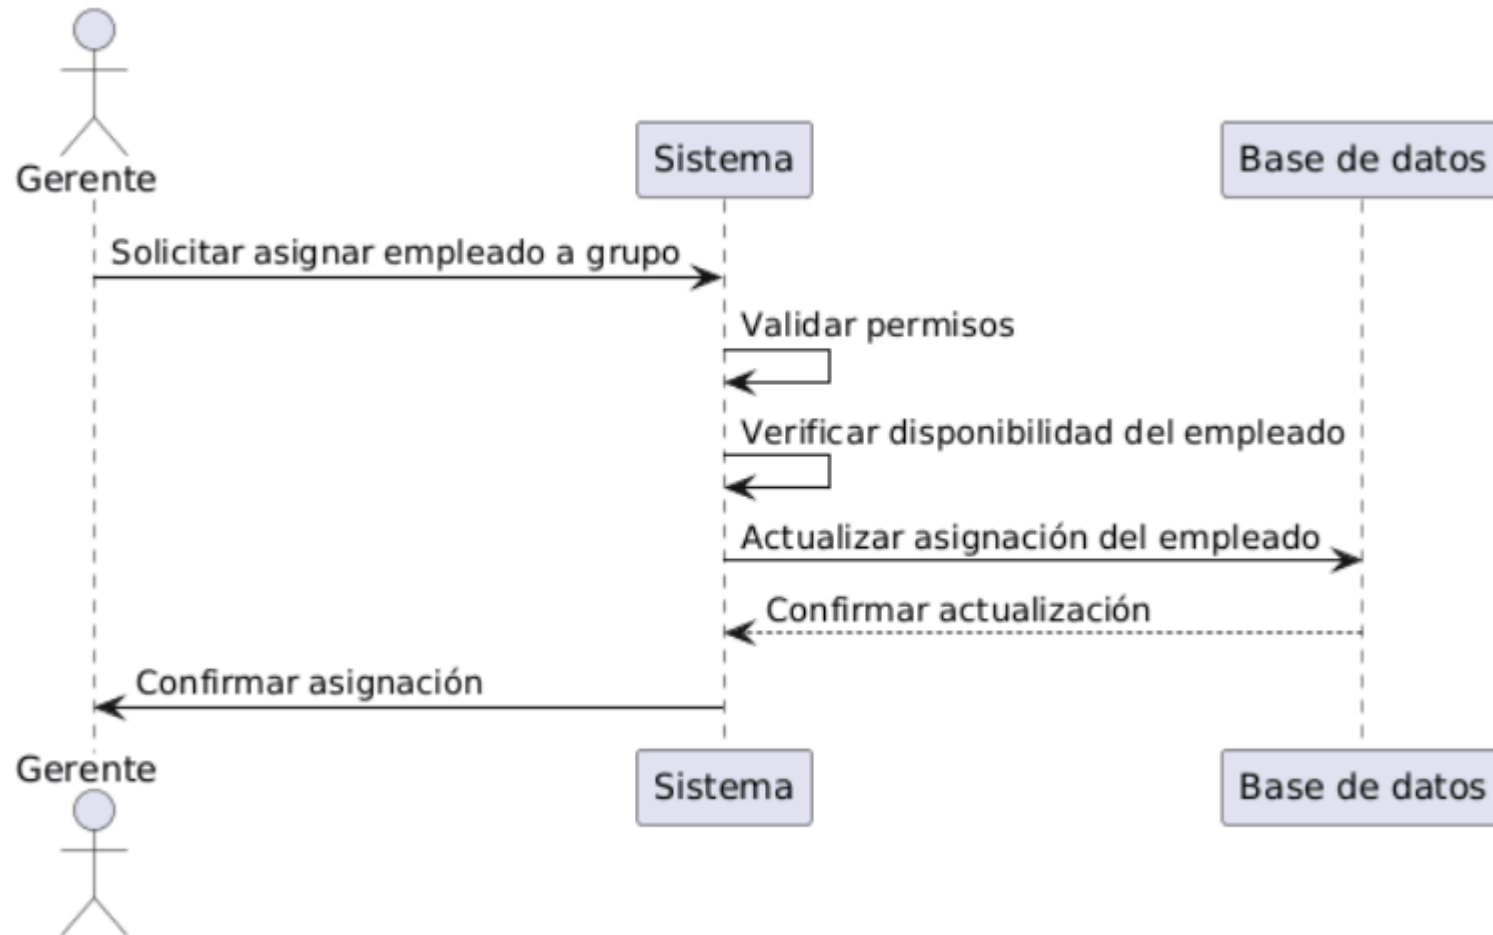 Gerente
Sistema
Base de datos
Solicitar asignar empleado a grupo
Validar permisos
Verificar disponibilidad del empleado
Actualizar asignación del empleado
Confirmar actualización
Confirmar asignación
Gerente
Sistema
Base de datos